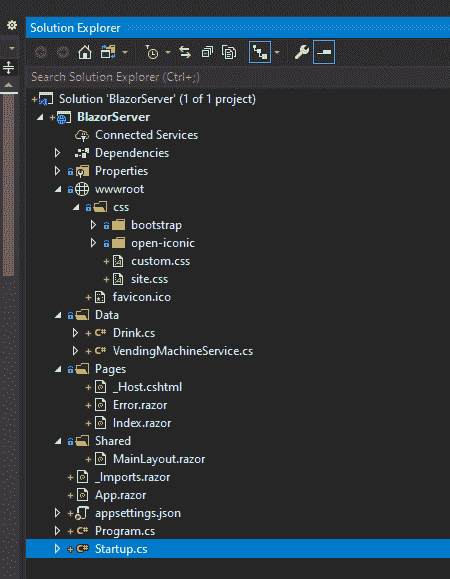 Solution Explorer
Search Solution Explorer (Ctrl+;)
Solution 'BlazorServer' (1 of 1 project)
BlazorServer
Connected Services
Dependencies
Properties
wwwroot
css
bootstrap
open-iconic
custom.css
site.css
favicon.ico
Data
C# Drink.cs
C# VendingMachineService.cs
Pages
_Host.cshtml
Error.razor
Index.razor
Shared
MainLayout.razor
_Imports.razor
App.razor
appsettings.json
C# Program.cs
C# Startup.cs